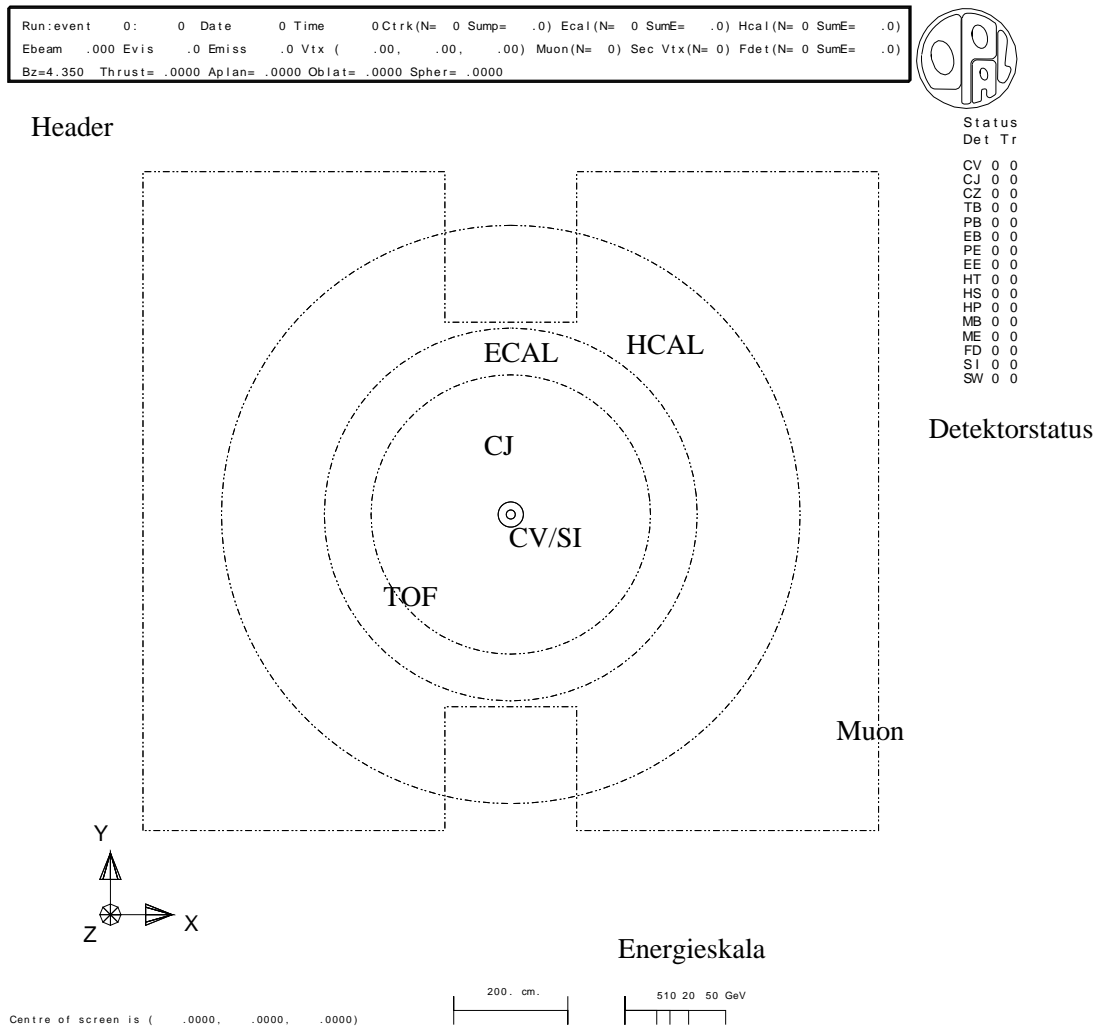 Run:event 0: 0 Date 0 Time 0 Ctrk(N= 0 Sump= .0) Ecal(N= 0 SumE= .0) Hcal(N= 0 SumE= .0)
Ebeam .000 Evis .0 Emiss .0 Vtx ( .00, .00, .00) Muon(N= 0) Sec Vtx(N= 0) Fdet(N= 0 SumE= .0)
Bz=4.350 Thrust= .0000 Aplan= .0000 Oblat= .0000 Spher= .0000
OPAL
Header
Status
Det Tr
CV 0 0
CJ 0 0
CZ 0 0
TB 0 0
PB 0 0
EB 0 0
PE 0 0
EE 0 0
HT 0 0
HS 0 0
HP 0 0
MB 0 0
ME 0 0
FD 0 0
SI 0 0
SW 0 0
Detektorstatus
ECAL
HCAL
CJ
CV/SI
TOF
Muon
Y
X
Z
Energieskala
200. cm.
5 10 20 50 GeV
Centre of screen is ( .0000, .0000, .0000)